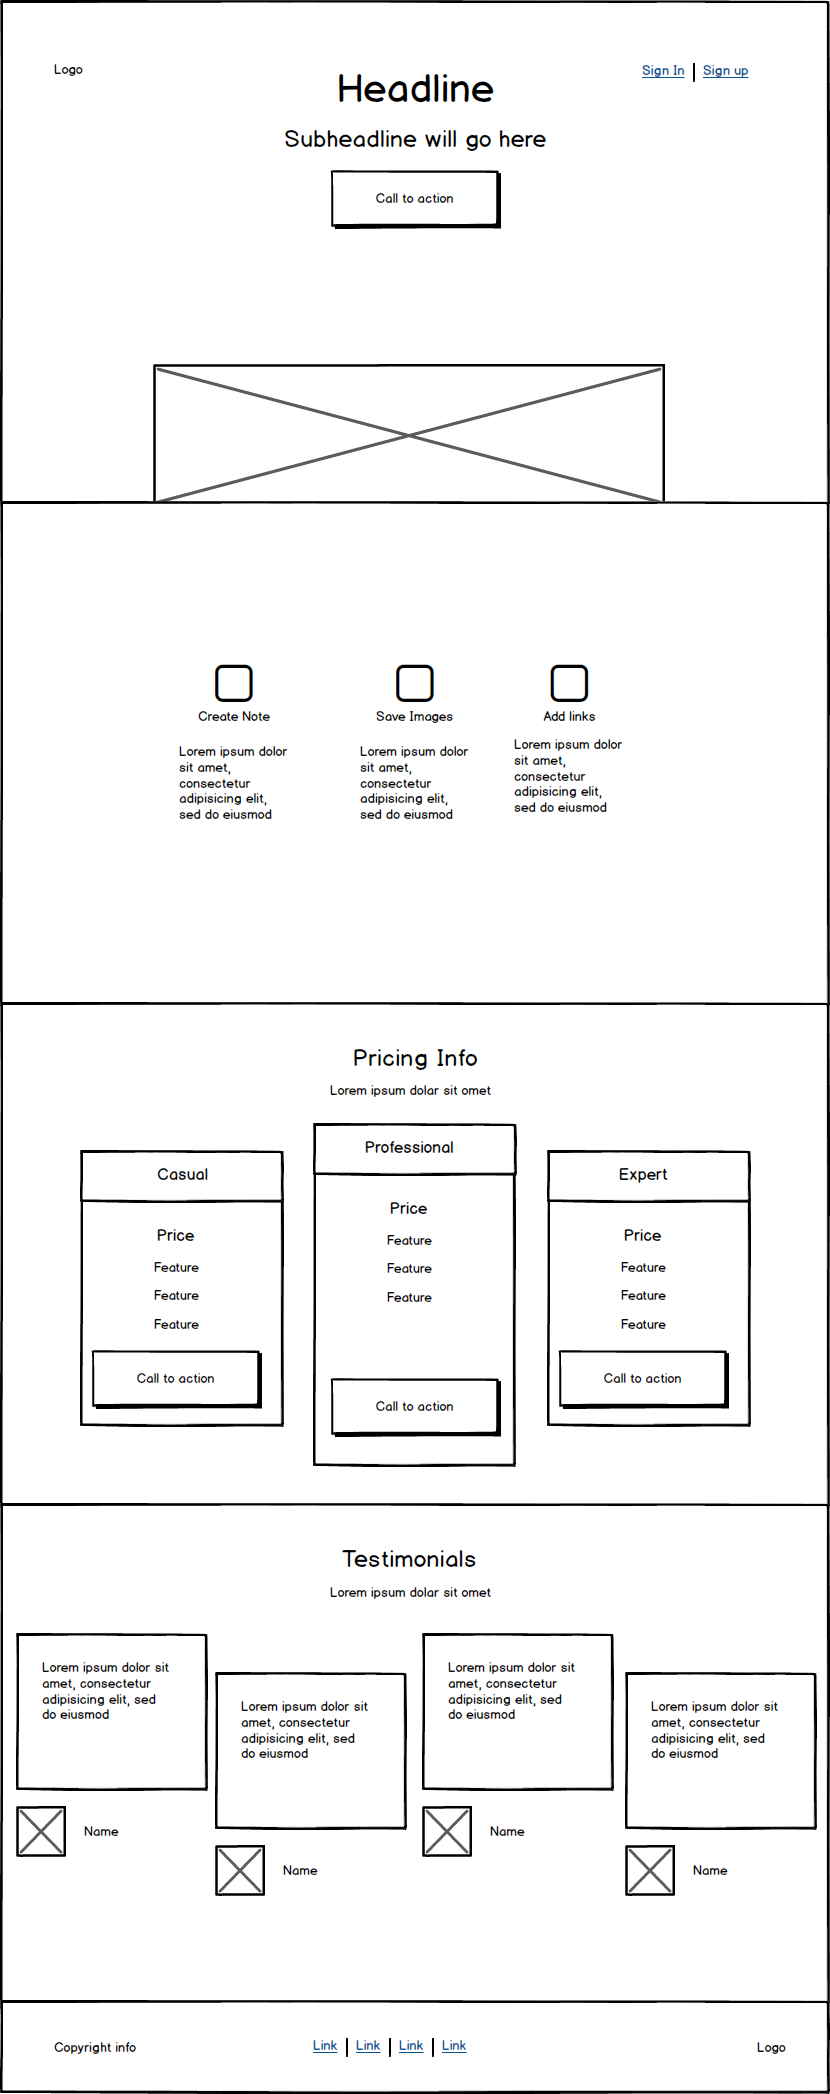 Logo
Sign In
Sign up
Headline
Subheadline will go here
Call to action
Create Note
Lorem ipsum dolor
sit amet,
consectetur
adipisicing elit,
sed do eiusmod
Save Images
Lorem ipsum dolor
sit amet,
consectetur
adipisicing elit,
sed do eiusmod
Add links
Lorem ipsum dolor
sit amet,
consectetur
adipisicing elit,
sed do eiusmod
Pricing Info
Lorem ipsum dolar sit omet
Casual
Price
Feature
Feature
Feature
Call to action
Professional
Price
Feature
Feature
Feature
Call to action
Expert
Price
Feature
Feature
Feature
Call to action
Testimonials
Lorem ipsum dolar sit omet
Lorem ipsum dolor sit
amet, consectetur
adipisicing elit, sed
do eiusmod
Name
Lorem ipsum dolor sit
amet, consectetur
adipisicing elit, sed
do eiusmod
Name
Lorem ipsum dolor sit
amet, consectetur
adipisicing elit, sed
do eiusmod
Name
Lorem ipsum dolor sit
amet, consectetur
adipisicing elit, sed
do eiusmod
Name
Copyright info
Link | Link | Link | Link
Logo